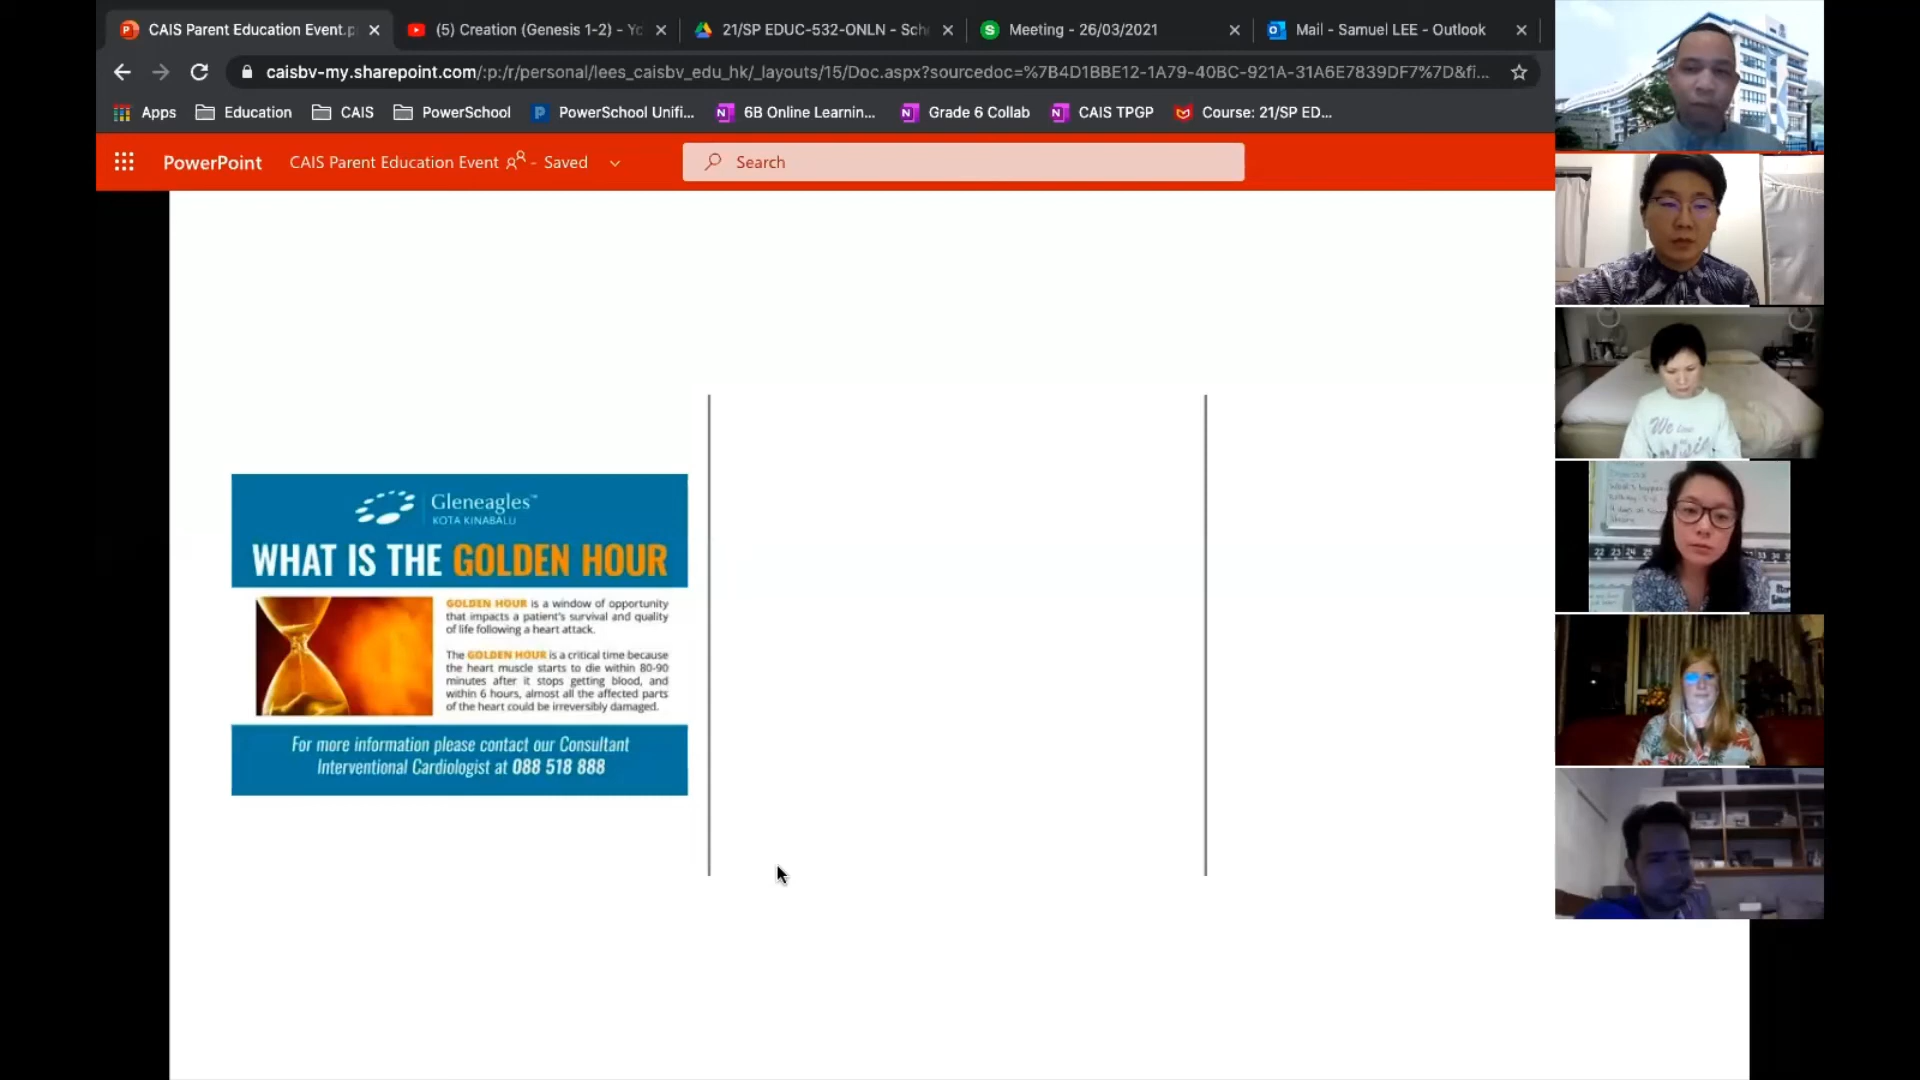 CAIS Parent Education Event.p
(5) Creation (Genesis 1-2) - Yo
21/SP EDUC-532-ONLN - Sch
Meeting - 26/03/2021
Mail - Samuel LEE - Outlook
caisbv-my.sharepoint.com/:p:/r/personal/lees_caisbv_edu_hk/_layouts/15/Doc.aspx?sourcedoc=%7B4D1BBE12-1A79-40BC-921A-31A6E7839DF7%7D&fi...
Apps
Education
CAIS
PowerSchool
PowerSchool Unifi...
6B Online Learnin...
Grade 6 Collab
CAIS TPGP
Course: 21/SP ED...
PowerPoint
CAIS Parent Education Event - Saved
Search
Gleneagles™
KOTA KINABALU
WHAT IS THE GOLDEN HOUR
GOLDEN HOUR is a window of opportunity
that impacts a patient's survival and quality
of life following a heart attack.
The GOLDEN HOUR is a critical time because
the heart muscle starts to die within 80-90
minutes after it stops getting blood, and
within 6 hours, almost all the affected parts
of the heart could be irreversibly damaged.
For more information please contact our Consultant
Interventional Cardiologist at 088 518 888
We
22 23 24 25